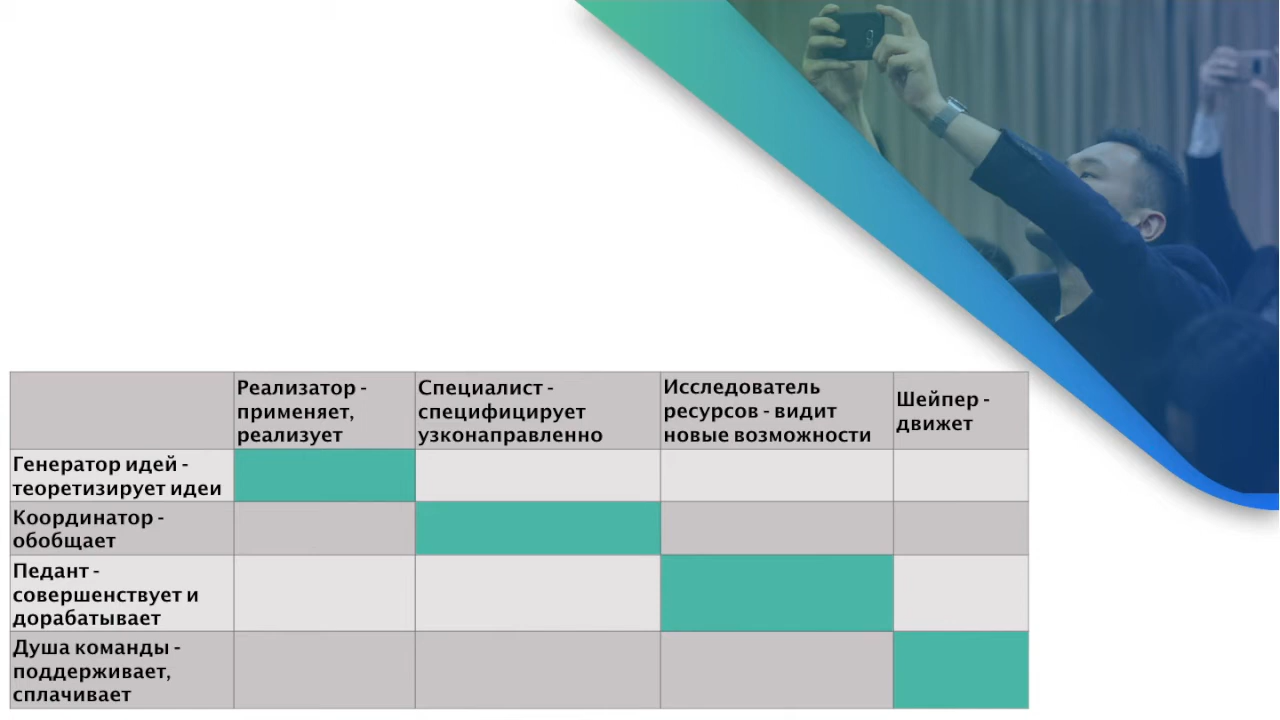 Реализатор -
применяет,
реализует
Специалист -
специфицирует
узконаправленно
Исследователь
ресурсов - видит
новые возможности
Шейпер -
движет
Генератор идей -
теоретизирует идеи
Координатор -
обобщает
Педант -
совершенствует и
дорабатывает
Душа команды -
поддерживает,
сплачивает